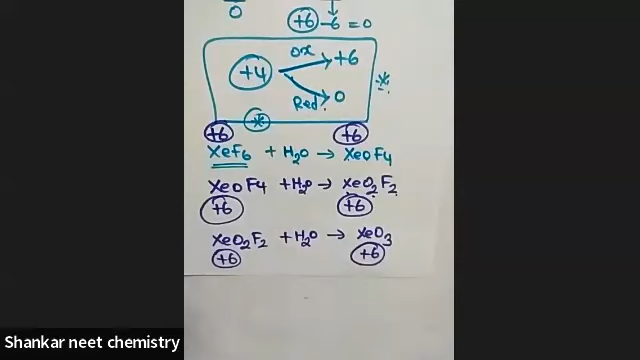 0
+6 -6 = 0
+4 ox +6
Red. 0
*
*
+6 +6
XeF6 + H2O → XeOF4
XeOF4 + H2O → XeO2F2
+6 +6
XeO2F2 + H2O → XeO3
+6 +6
Shankar neet chemistry